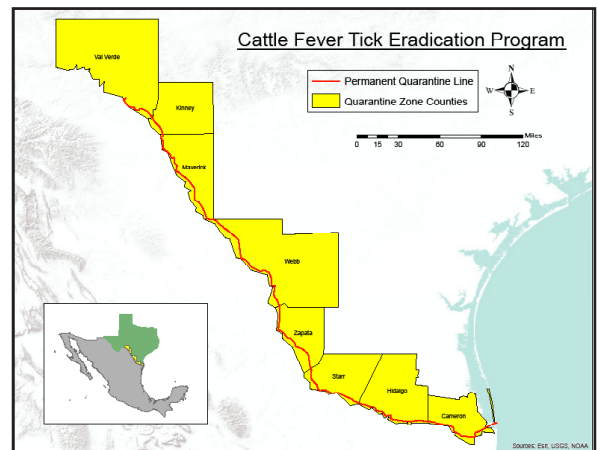 Cattle Fever Tick Eradication Program
Val Verde
Permanent Quarantine Line
Quarantine Zone Counties
N
W E
S
Kinney
Miles
0 15 30 60 90 120
Maverick
Webb
Zapata
Starr
Hidalgo
Cameron
Sources: Esri, USGS, NOAA